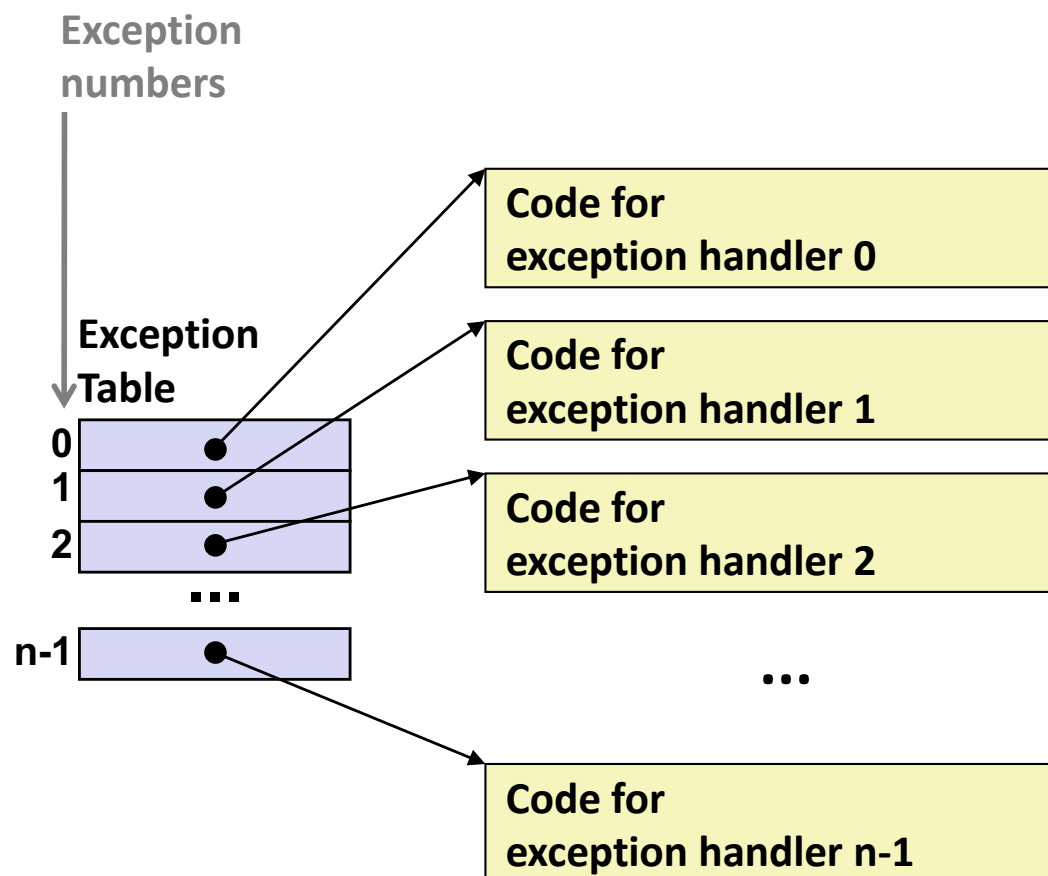 Exception
numbers
Code for
exception handler 0
Exception
Table
Code for
exception handler 1
0
1
2
...
n-1
Code for
exception handler 2
...
Code for
exception handler n-1